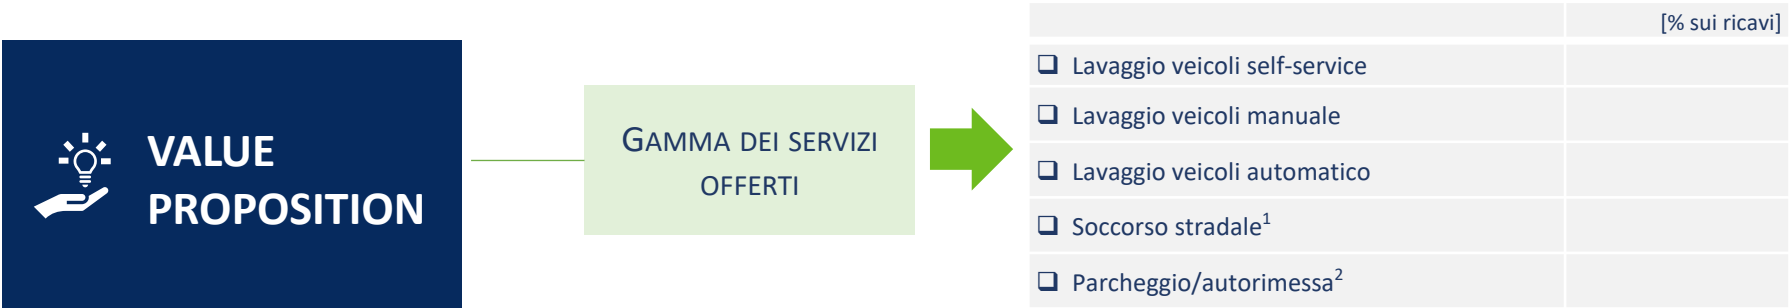 VALUE
PROPOSITION
GAMMA DEI SERVIZI
OFFERTI
[% sui ricavi]
❑ Lavaggio veicoli self-service
❑ Lavaggio veicoli manuale
❑ Lavaggio veicoli automatico
❑ Soccorso stradale¹
❑ Parcheggio/autorimessa²